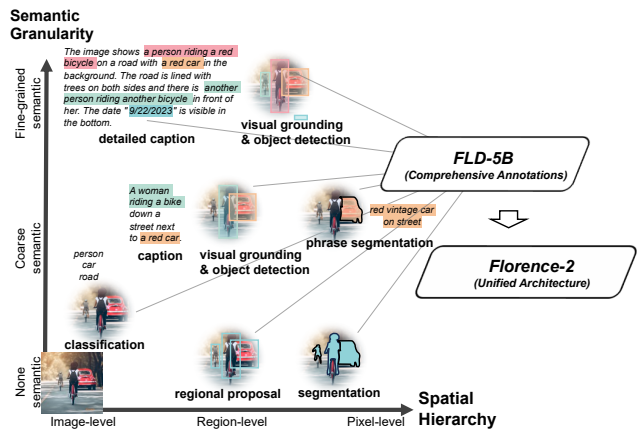 Semantic
Granularity
Fine-grained
semantic
Coarse
semantic
None
semantic
The image shows a person riding a red
bicycle on a road with a red car in the
background. The road is lined with
trees on both sides and there is another
person riding another bicycle in front of
her. The date "9/22/2023" is visible in
the bottom.
detailed caption
visual grounding
& object detection
FLD-5B
(Comprehensive Annotations)
A woman
riding a bike
down a
street next
to a red car.
caption
visual grounding
& object detection
red vintage car
on street
phrase segmentation
Florence-2
(Unified Architecture)
person
car
road
classification
regional proposal
segmentation
Image-level
Region-level
Pixel-level
Spatial
Hierarchy